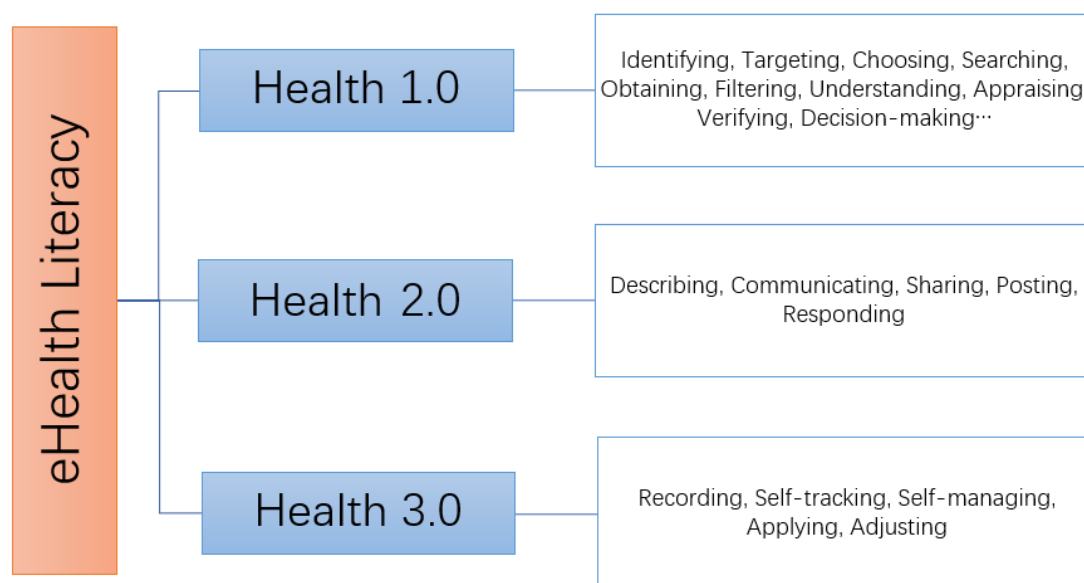 eHealth Literacy
Health 1.0
Identifying, Targeting, Choosing, Searching,
Obtaining, Filtering, Understanding, Appraising
Verifying, Decision-making…
Health 2.0
Describing, Communicating, Sharing, Posting,
Responding
Health 3.0
Recording, Self-tracking, Self-managing,
Applying, Adjusting